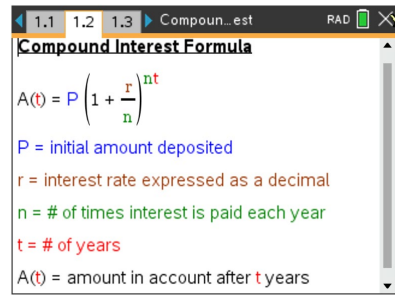 1.1 1.2 1.3 Compoun...est RAD
Compound Interest Formula
A(t) = P (1 + r/n)^nt
P = initial amount deposited
r = interest rate expressed as a decimal
n = # of times interest is paid each year
t = # of years
A(t) = amount in account after t years